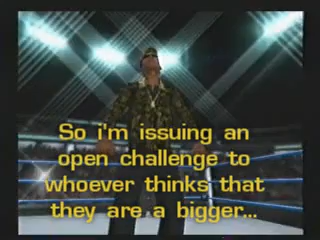 So i'm issuing an
open challenge to
whoever thinks that
they are a bigger...